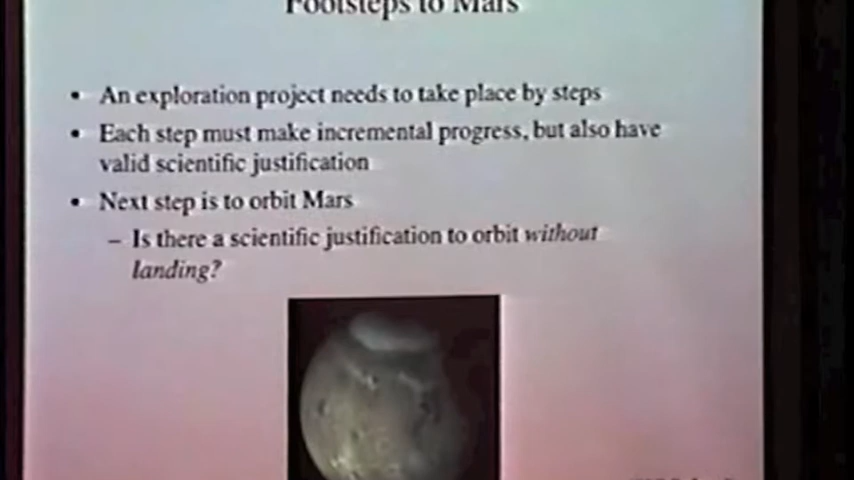 Footsteps to Mars
• An exploration project needs to take place by steps
• Each step must make incremental progress, but also have
valid scientific justification
• Next step is to orbit Mars
– Is there a scientific justification to orbit without
landing?